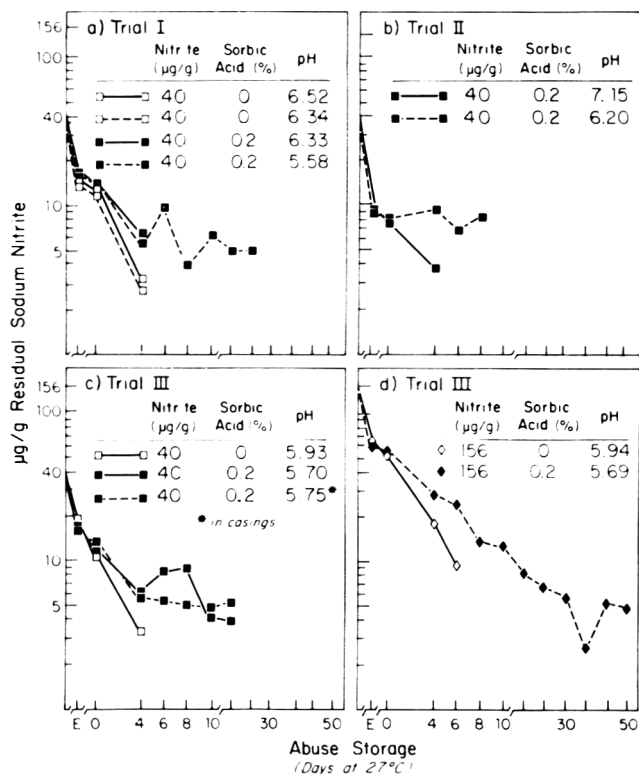 a) Trial I
Nitrite Sorbic pH
(µg/g) Acid (%)
40 0 6.52
40 0 6.34
40 0.2 6.33
40 0.2 5.58
b) Trial II
Nitrite Sorbic pH
(µg/g) Acid (%)
40 0.2 7.15
40 0.2 6.20
156
100
40
10
5
c) Trial III
Nitrite Sorbic pH
(µg/g) Acid (%)
40 0 5.93
40 0.2 5.70
40 0.2 5.75*
* in casings
d) Trial III
Nitrite Sorbic pH
(µg/g) Acid (%)
156 0 5.94
156 0.2 5.69
156
100
40
10
5
µg/g Residual Sodium Nitrite
E 0 4 6 8 10 30 50
E 0 4 6 8 10 30 50
Abuse Storage
(Days at 27°C)